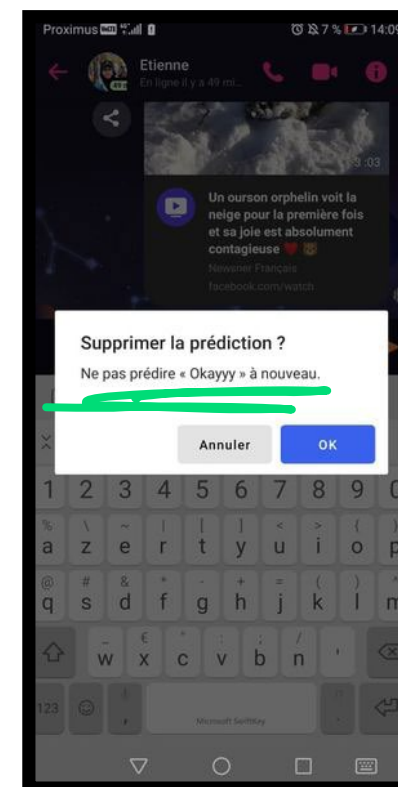 Proximus 7 % 14:09
Etienne
En ligne il y a 49 mi...
Un ourson orphelin voit la
neige pour la première fois
et sa joie est absolument
contagieuse ❤️ 🐻
Newsner Français
facebook.com/watch
Supprimer la prédiction ?
Ne pas prédire « Okayyy » à nouveau.
Annuler OK
1 2 3 4 5 6 7 8 9 0
% \ ~ | [ ] < > { }
a z e r t y u i o p
@ # & * - + = ( ) ^
q s d f g h j k l m
_ € " : ; /
w x c v b n '
123 , Microsoft SwiftKey .